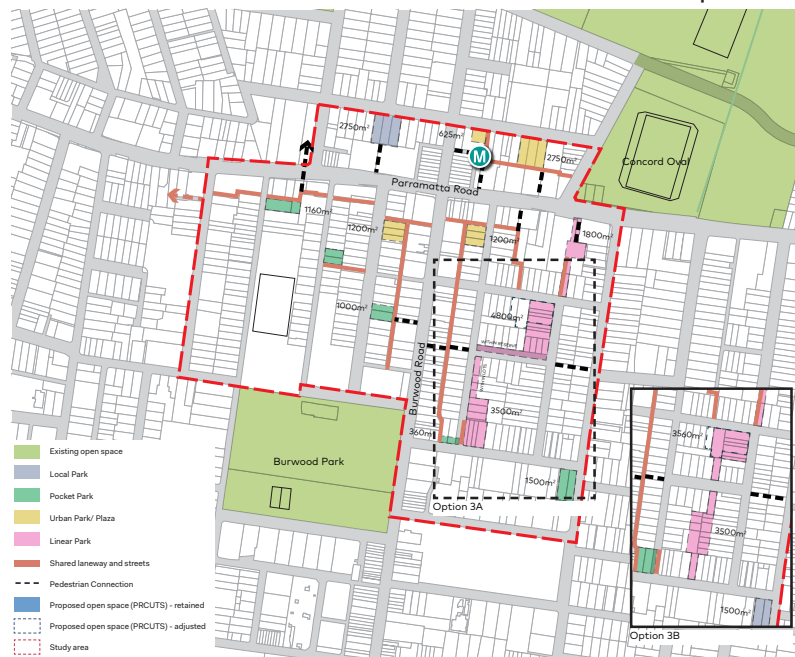 2750m²
625m²
M
2750m²
Concord Oval
Parramatta Road
1160m²
1200m²
1200m²
1800m²
4800m²
1000m²
Burwood Road
3500m²
360m²
1500m²
Option 3A
Burwood Park
3560m²
3500m²
1500m²
Option 3B
Existing open space
Local Park
Pocket Park
Urban Park/ Plaza
Linear Park
Shared laneway and streets
Pedestrian Connection
Proposed open space (PRCUTS) - retained
Proposed open space (PRCUTS) - adjusted
Study area